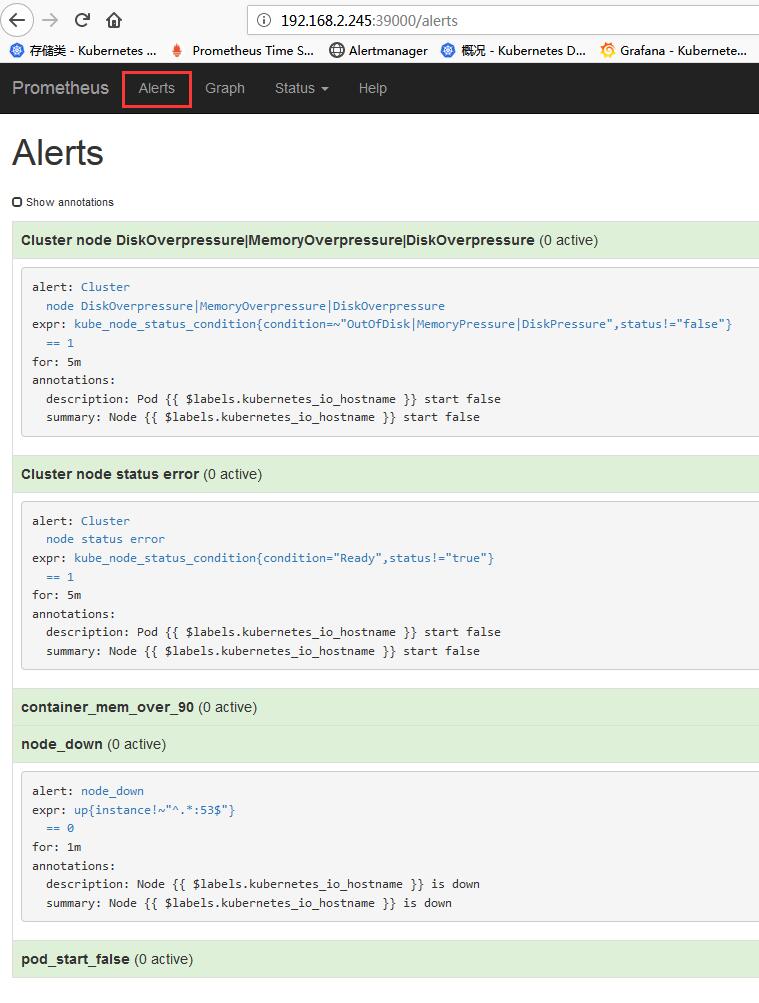 192.168.2.245:39000/alerts
存储类 - Kubernetes ... Prometheus Time S... Alertmanager 概况 - Kubernetes D... Grafana - Kubernete...
Prometheus Alerts Graph Status Help
Alerts
Show annotations
Cluster node DiskOverpressure|MemoryOverpressure|DiskOverpressure (0 active)
alert: Cluster
node DiskOverpressure|MemoryOverpressure|DiskOverpressure
expr: kube_node_status_condition{condition=~"OutOfDisk|MemoryPressure|DiskPressure",status!="false"}
== 1
for: 5m
annotations:
description: Pod {{ $labels.kubernetes_io_hostname }} start false
summary: Node {{ $labels.kubernetes_io_hostname }} start false
Cluster node status error (0 active)
alert: Cluster
node status error
expr: kube_node_status_condition{condition="Ready",status!="true"}
== 1
for: 5m
annotations:
description: Pod {{ $labels.kubernetes_io_hostname }} start false
summary: Node {{ $labels.kubernetes_io_hostname }} start false
container_mem_over_90 (0 active)
node_down (0 active)
alert: node_down
expr: up{instance!~"^.*:53$"}
== 0
for: 1m
annotations:
description: Node {{ $labels.kubernetes_io_hostname }} is down
summary: Node {{ $labels.kubernetes_io_hostname }} is down
pod_start_false (0 active)